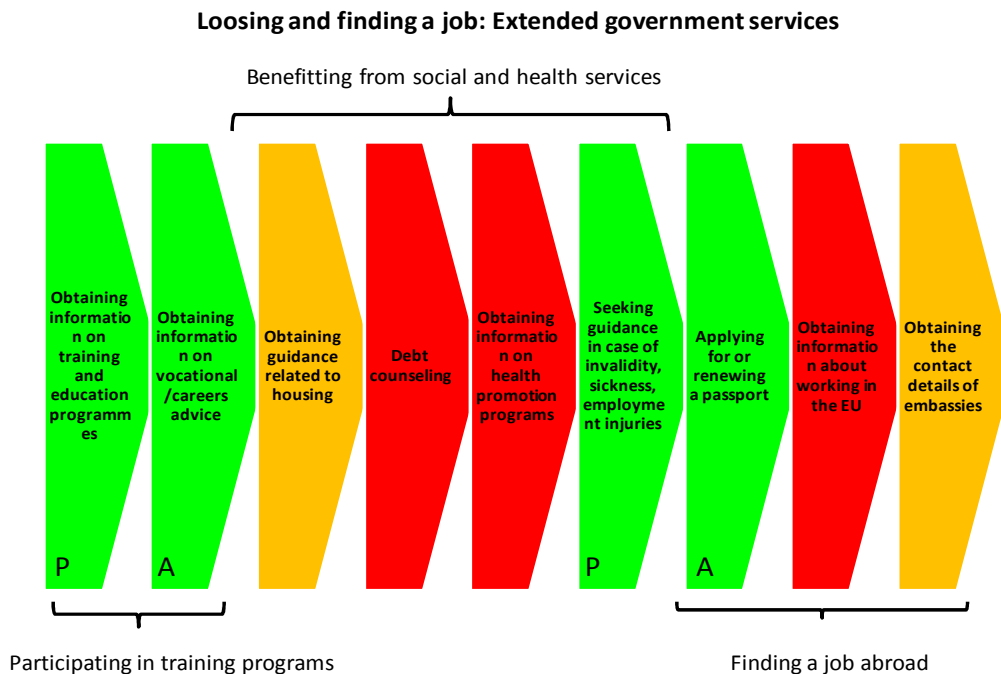 Loosing and finding a job: Extended government services
Benefitting from social and health services
Obtaining
informatio
n on
training
and
education
programm
es
P
Obtaining
informatio
n on
vocational
/careers
advice
A
Obtaining
guidance
related to
housing
Debt
counseling
Obtaining
informatio
n on
health
promotion
programs
Seeking
guidance
in case of
invalidity,
sickness,
employme
nt injuries
P
Applying
for or
renewing
a passport
A
Obtaining
informatio
n about
working in
the EU
Obtaining
the
contact
details of
embassies
Participating in training programs
Finding a job abroad